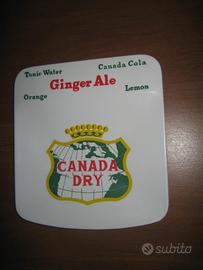 Tonic Water
Canada Cola
Ginger Ale
Orange
Lemon
CANADA
DRY
subito